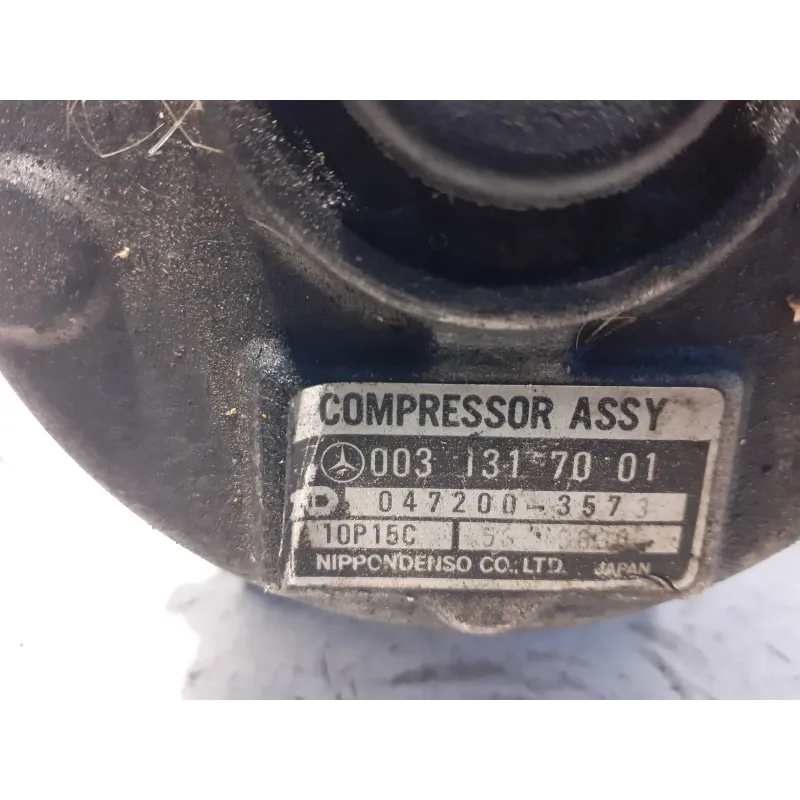 COMPRESSOR ASSY
003 131 70 01
D 047200-3573
10P15C
NIPPONDENSO CO., LTD. JAPAN